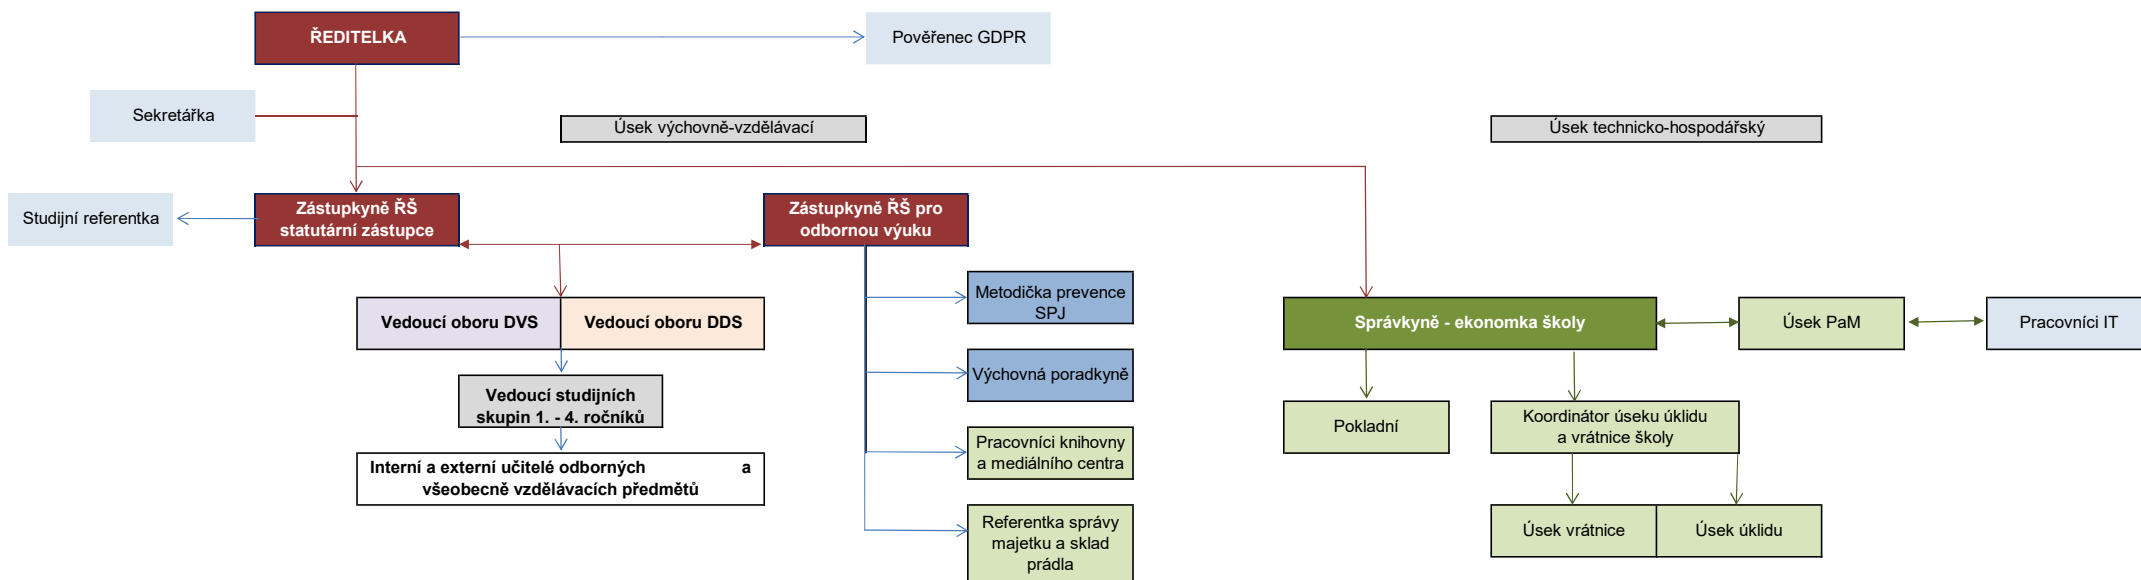 ŘEDITELKA
Pověřenec GDPR
Sekretářka
Úsek výchovně-vzdělávací
Úsek technicko-hospodářský
Studijní referentka
Zástupkyně ŘŠ
statutární zástupce
Zástupkyně ŘŠ pro
odbornou výuku
Metodička prevence
SPJ
Vedoucí oboru DVS
Vedoucí oboru DDS
Správkyně - ekonomka školy
Úsek PaM
Pracovníci IT
Výchovná poradkyně
Vedoucí studijních
skupin 1. - 4. ročníků
Pokladní
Koordinátor úseku úklidu
a vrátnice školy
Pracovníci knihovny
a mediálního centra
Interní a externí učitelé odborných a
všeobecně vzdělávacích předmětů
Referentka správy
majetku a sklad
prádla
Úsek vrátnice
Úsek úklidu